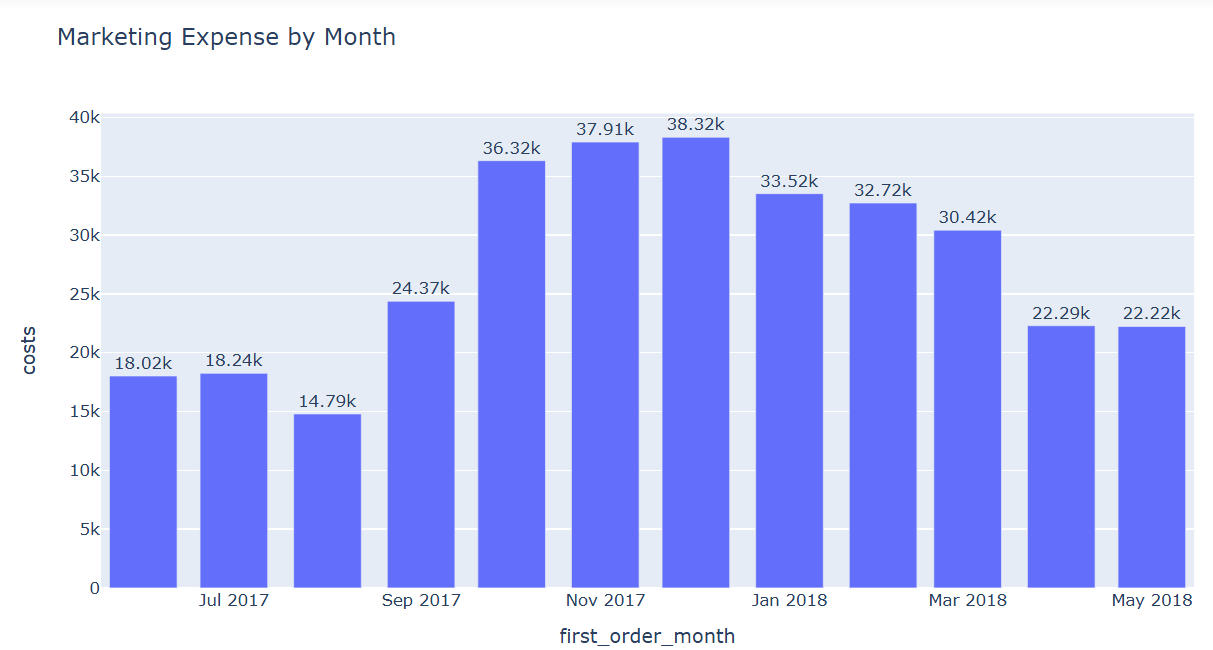 Marketing Expense by Month
40k
35k
30k
25k
20k
15k
10k
5k
0
costs
18.02k
18.24k
14.79k
24.37k
36.32k
37.91k
38.32k
33.52k
32.72k
30.42k
22.29k
22.22k
Jul 2017 Sep 2017 Nov 2017 Jan 2018 Mar 2018 May 2018
first_order_month